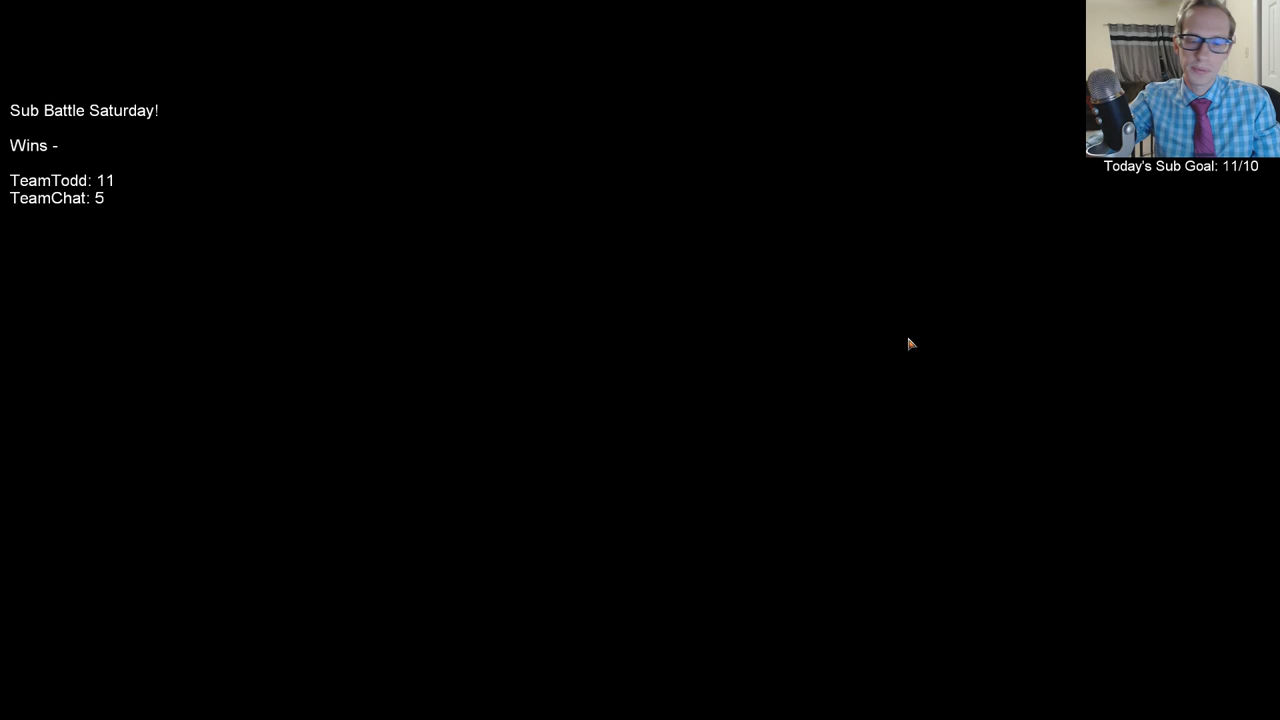 Sub Battle Saturday!
Wins -
TeamTodd: 11
TeamChat: 5
Today's Sub Goal: 11/10